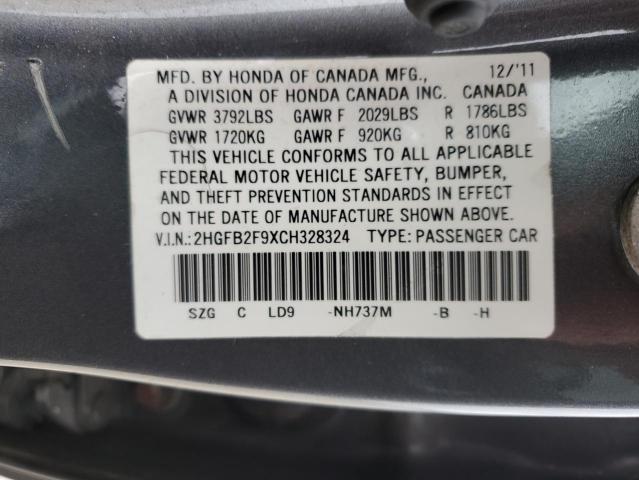 MFD. BY HONDA OF CANADA MFG., 12/'11
A DIVISION OF HONDA CANADA INC. CANADA
GVWR 3792LBS GAWR F 2029LBS R 1786LBS
GVWR 1720KG GAWR F 920KG R 810KG
THIS VEHICLE CONFORMS TO ALL APPLICABLE
FEDERAL MOTOR VEHICLE SAFETY, BUMPER,
AND THEFT PREVENTION STANDARDS IN EFFECT
ON THE DATE OF MANUFACTURE SHOWN ABOVE.
V.I.N.:2HGFB2F9XCH328324 TYPE:PASSENGER CAR
SZG C LD9 -NH737M -B -H